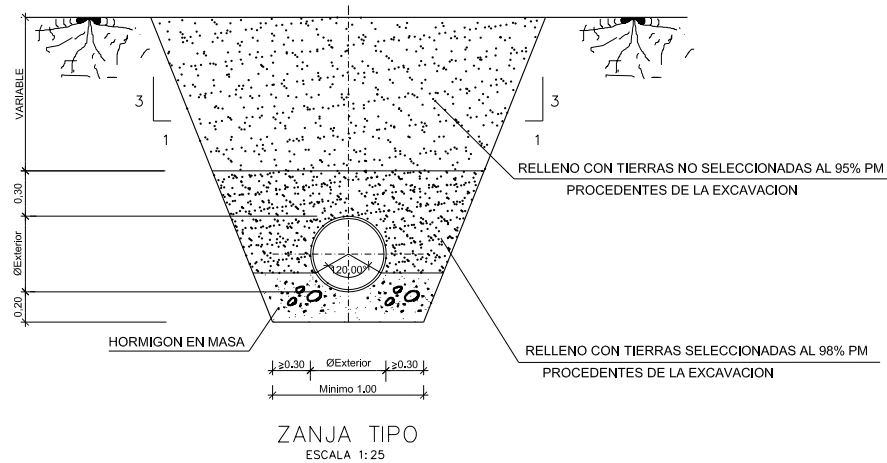 VARIABLE
3
1
3
1
RELLENO CON TIERRAS NO SELECCIONADAS AL 95% PM
PROCEDENTES DE LA EXCAVACION
0.30
ØExterior
120,00°
0.20
HORMIGON EN MASA
RELLENO CON TIERRAS SELECCIONADAS AL 98% PM
PROCEDENTES DE LA EXCAVACION
≥0.30 ØExterior ≥0.30
Minimo 1.00
ZANJA TIPO
ESCALA 1:25